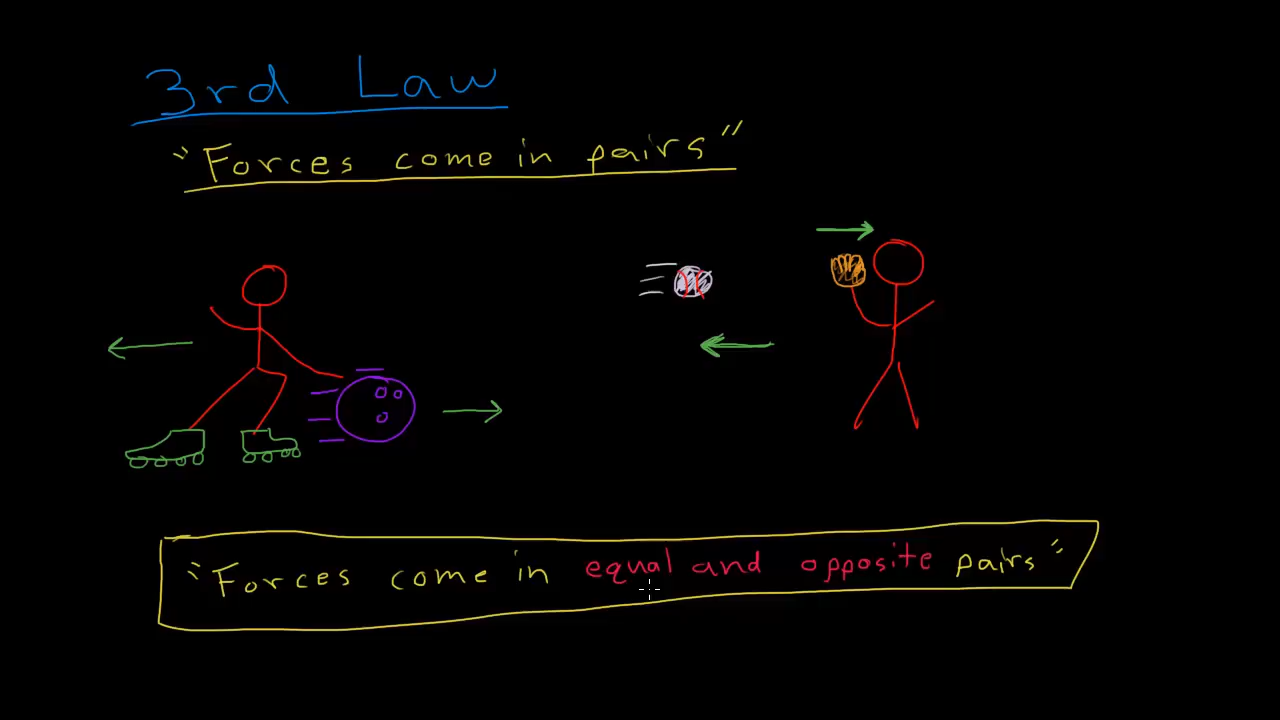 3rd Law
"Forces come in pairs"
"Forces come in equal and opposite pairs"